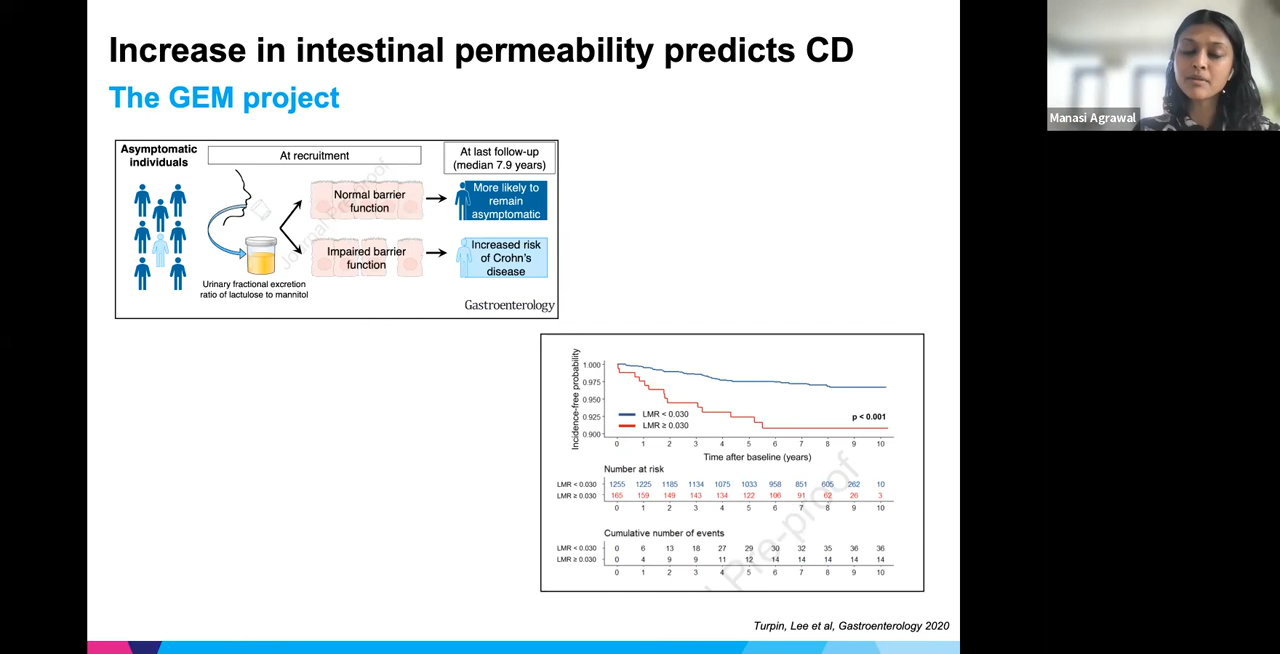 Increase in intestinal permeability predicts CD
The GEM project
Manasi Agrawal
Asymptomatic
individuals
At recruitment
At last follow-up
(median 7.9 years)
Normal barrier
function
More likely to
remain
asymptomatic
Impaired barrier
function
Increased risk
of Crohn's
disease
Urinary fractional excretion
ratio of lactulose to mannitol
Journal Pre-proof
Gastroenterology
Incidence-free probability
1.000
0.975
0.950
0.925
0.900
LMR < 0.030
LMR ≥ 0.030
p < 0.001
0 1 2 3 4 5 6 7 8 9 10
Time after baseline (years)
Number at risk
LMR < 0.030 1255 1225 1185 1134 1075 1033 958 851 605 262 10
LMR ≥ 0.030 165 159 149 143 134 122 106 91 62 26 3
0 1 2 3 4 5 6 7 8 9 10
Cumulative number of events
LMR < 0.030 0 6 13 18 27 29 30 32 35 36 36
LMR ≥ 0.030 0 4 9 9 11 12 14 14 14 14 14
0 1 2 3 4 5 6 7 8 9 10
l Pre-proof
Turpin, Lee et al, Gastroenterology 2020